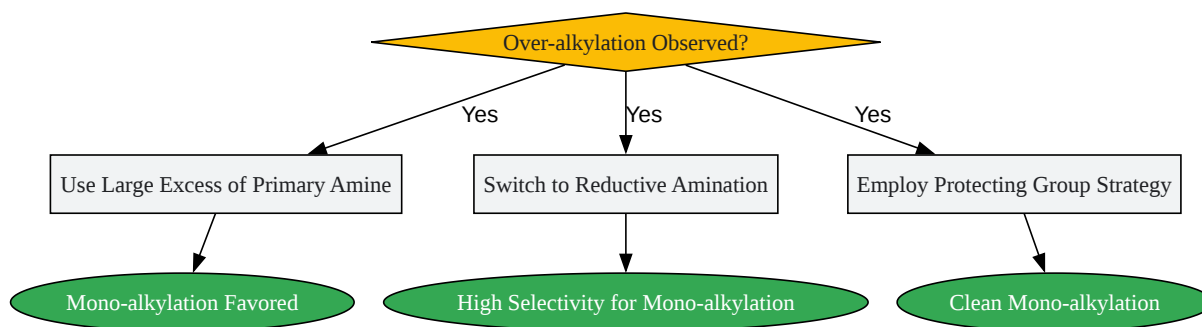 Over-alkylation Observed?
Yes
Yes
Yes
Use Large Excess of Primary Amine
Switch to Reductive Amination
Employ Protecting Group Strategy
Mono-alkylation Favored
High Selectivity for Mono-alkylation
Clean Mono-alkylation